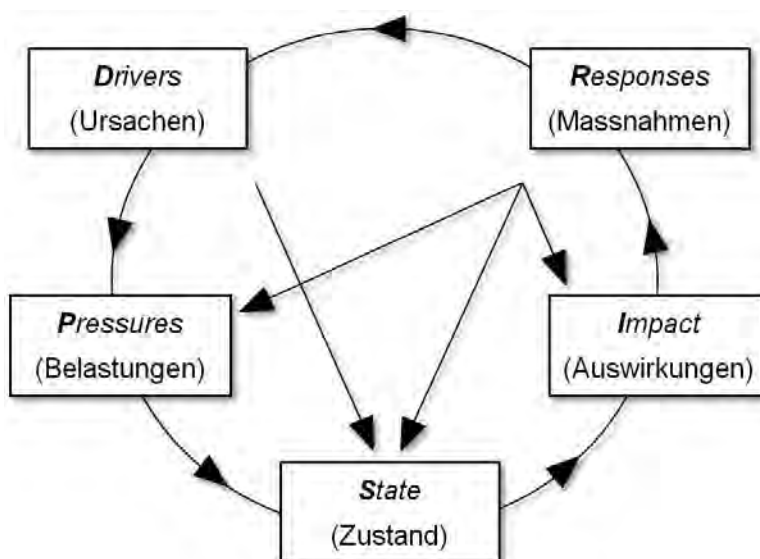 Drivers
(Ursachen)
Responses
(Massnahmen)
Pressures
(Belastungen)
Impact
(Auswirkungen)
State
(Zustand)